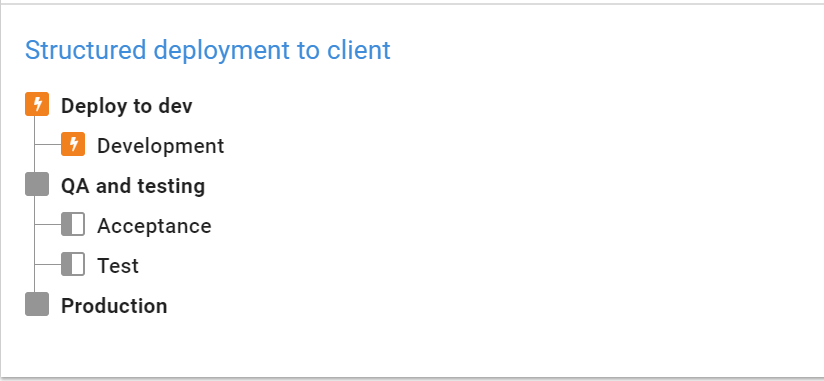 Structured deployment to client
Deploy to dev
Development
QA and testing
Acceptance
Test
Production